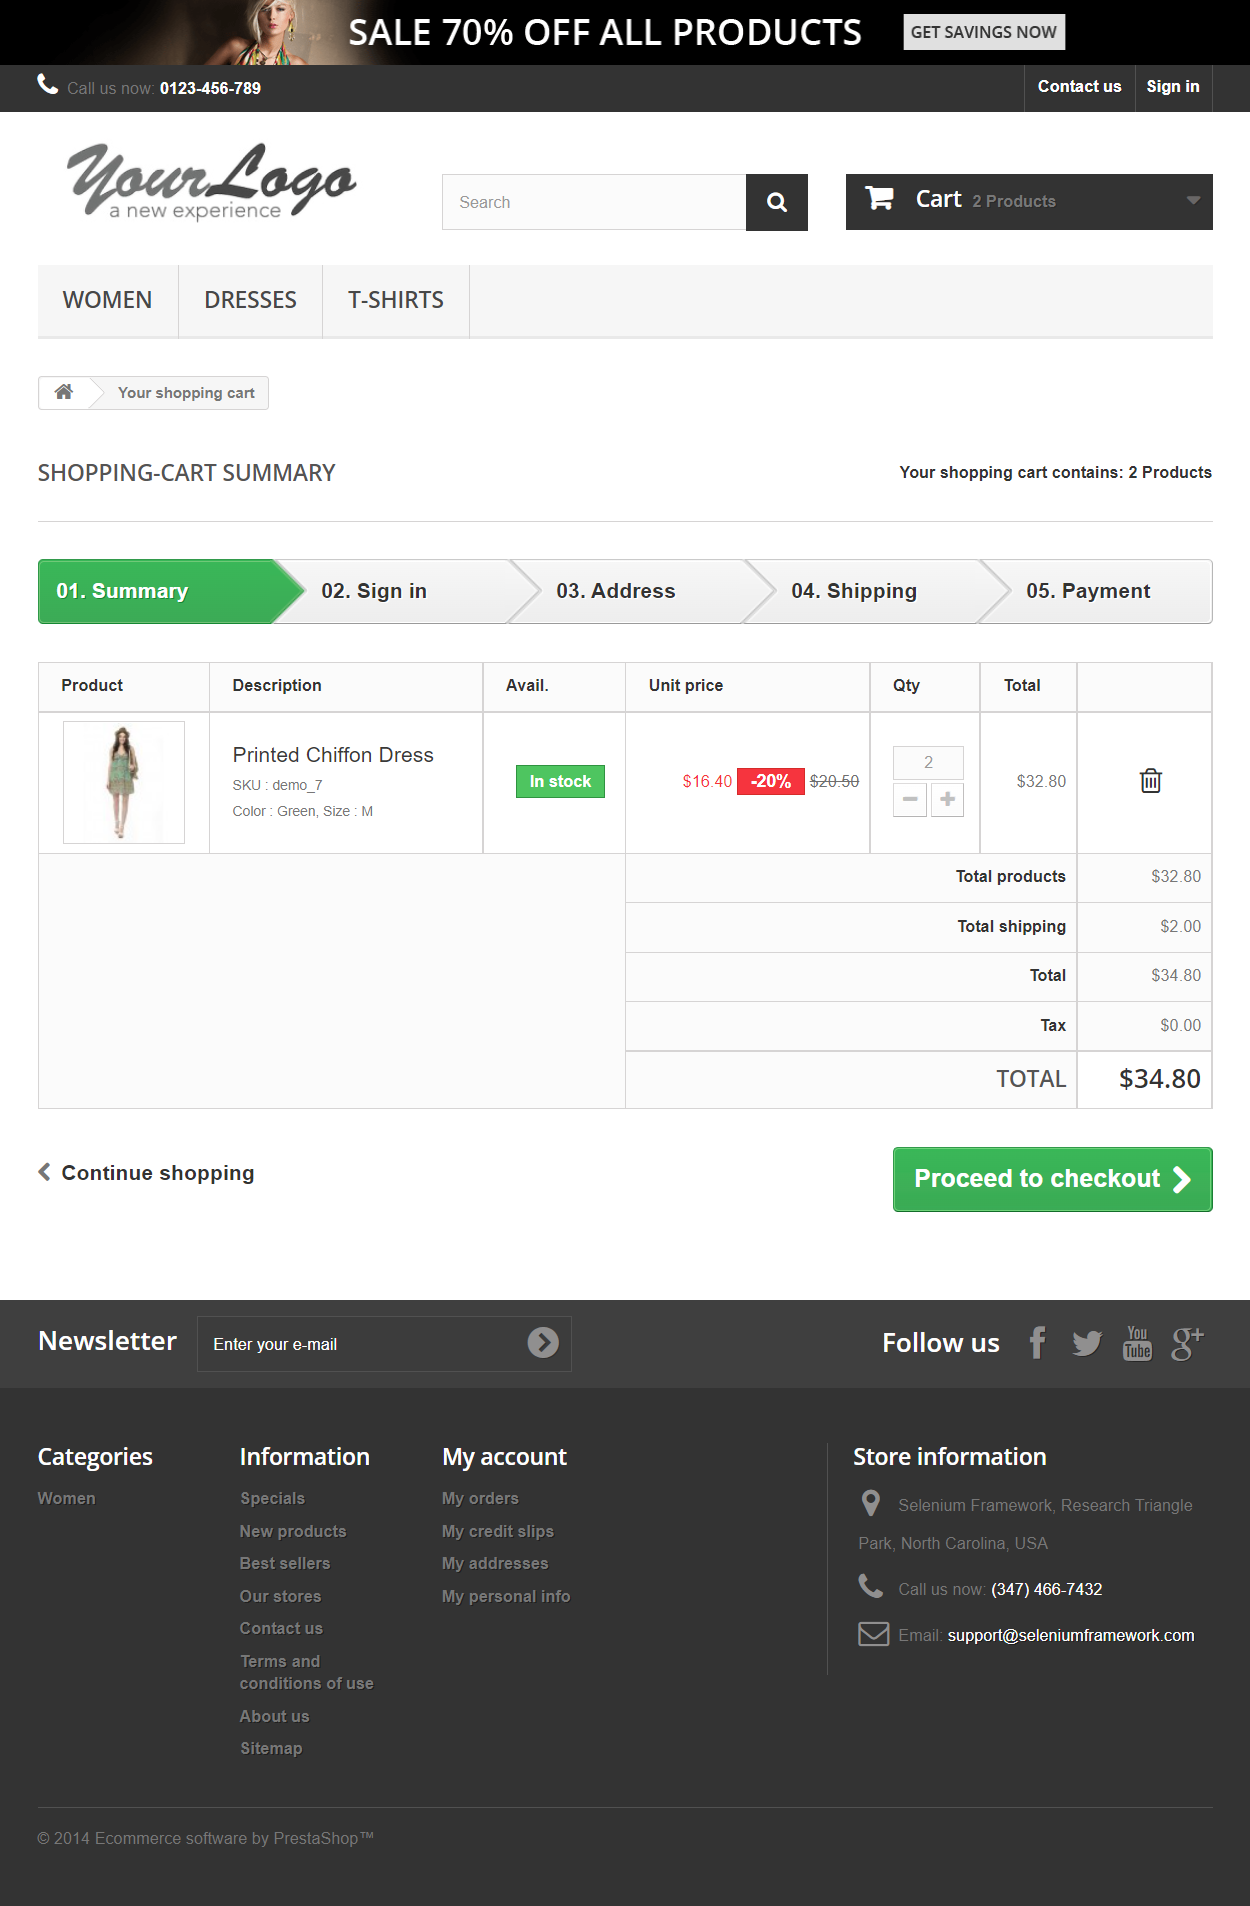 SALE 70% OFF ALL PRODUCTS GET SAVINGS NOW
Call us now: 0123-456-789 Contact us Sign in
YourLogo
a new experience
Search Cart 2 Products
WOMEN DRESSES T-SHIRTS
Your shopping cart
SHOPPING-CART SUMMARY Your shopping cart contains: 2 Products
01. Summary 02. Sign in 03. Address 04. Shipping 05. Payment
Product Description Avail. Unit price Qty Total
Printed Chiffon Dress
SKU : demo_7
Color : Green, Size : M
In stock $16.40 -20% $20.50 2 $32.80
Total products $32.80
Total shipping $2.00
Total $34.80
Tax $0.00
TOTAL $34.80
Continue shopping Proceed to checkout
Newsletter Enter your e-mail Follow us You Tube g+
Categories
Women
Information
Specials
New products
Best sellers
Our stores
Contact us
Terms and
conditions of use
About us
Sitemap
My account
My orders
My credit slips
My addresses
My personal info
Store information
Selenium Framework, Research Triangle
Park, North Carolina, USA
Call us now: (347) 466-7432
Email: support@seleniumframework.com
© 2014 Ecommerce software by PrestaShop™